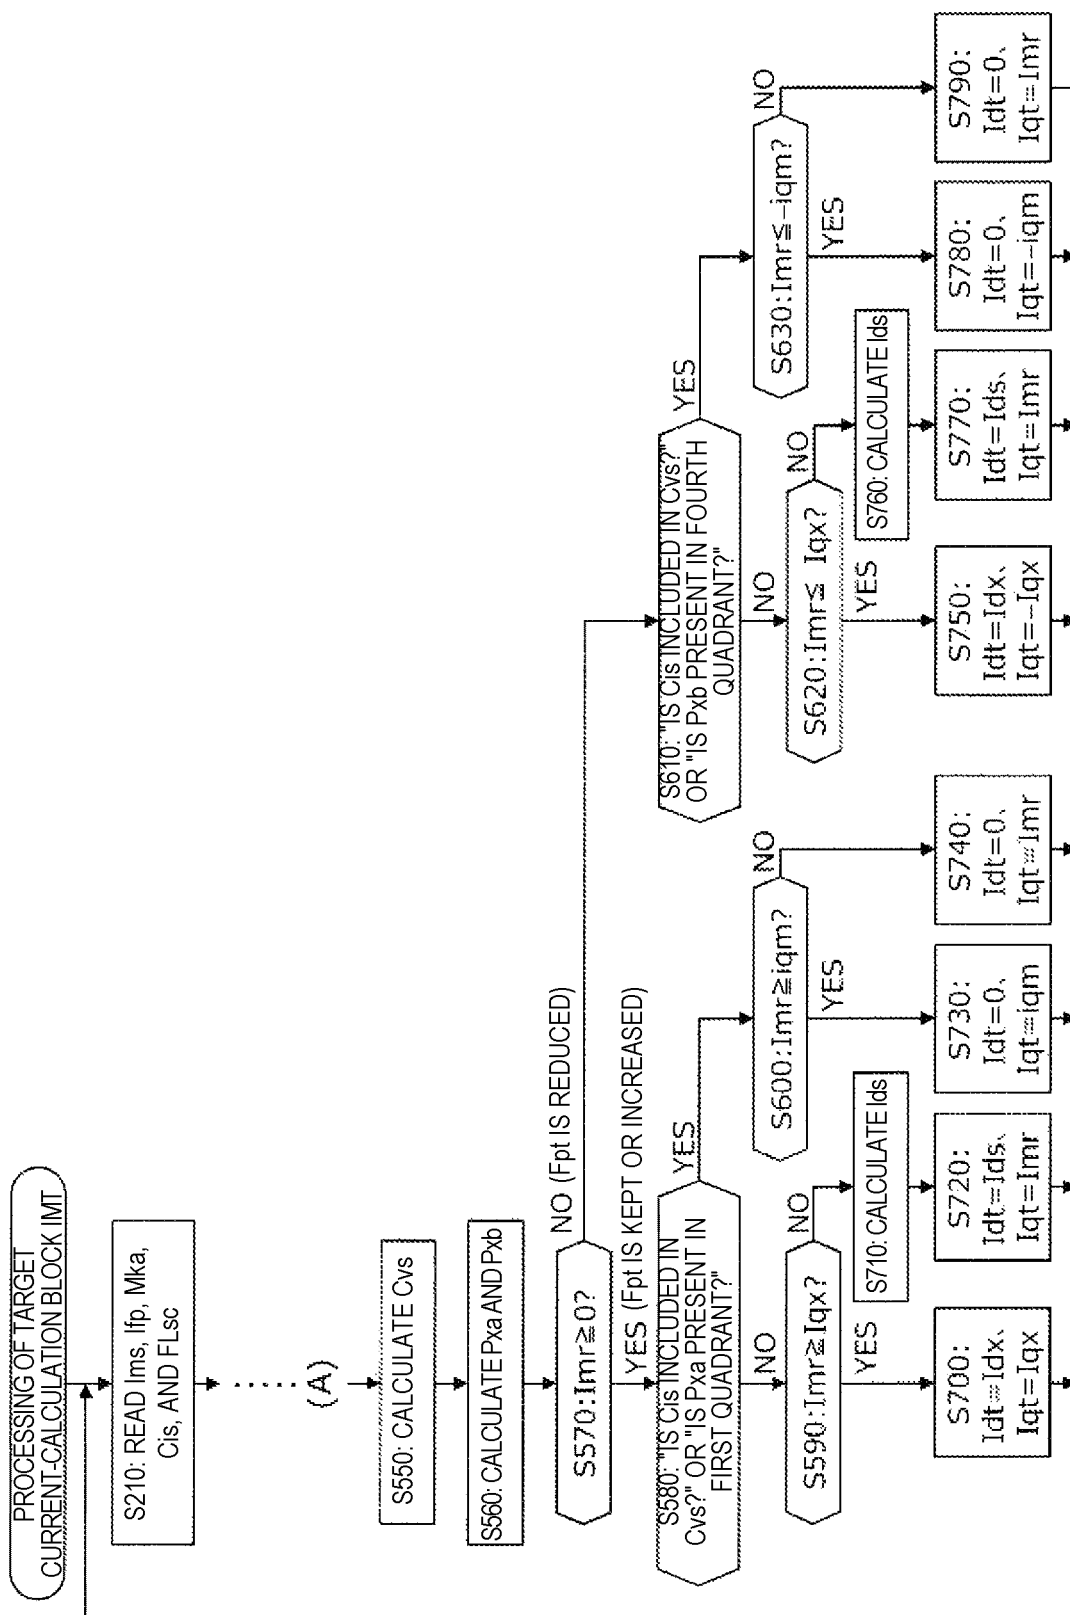 PROCESSING OF TARGET
CURRENT-CALCULATION BLOCK IMT
S210: READ Ims, Ifp, Mka,
Cis, AND FLsc
(A)
S550: CALCULATE Cvs
S560: CALCULATE Pxa AND Pxb
S570:Imr≧0?
NO (Fpt IS REDUCED)
YES (Fpt IS KEPT OR INCREASED)
S580: "IS Cis INCLUDED IN
Cvs?" OR "IS Pxa PRESENT IN
FIRST QUADRANT?"
YES
NO
S590:Imr≧Iqx?
NO
YES
S600:Imr≧iqm?
NO
YES
S610: "IS Cis INCLUDED IN Cvs?"
OR "IS Pxb PRESENT IN FOURTH
QUADRANT?"
YES
NO
S620:Imr≦ Iqx?
NO
YES
S630:Imr≦-iqm?
NO
YES
S710: CALCULATE Ids
S760: CALCULATE Ids
S700:
Idt=Idx、
Iqt=Iqx
S720:
Idt=Ids、
Iqt=Imr
S730:
Idt=0、
Iqt=iqm
S740:
Idt=0、
Iqt=Imr
S750:
Idt=Idx、
Iqt=-Iqx
S770:
Idt=Ids、
Iqt=Imr
S780:
Idt=0、
Iqt=-iqm
S790:
Idt=0、
Iqt=Imr